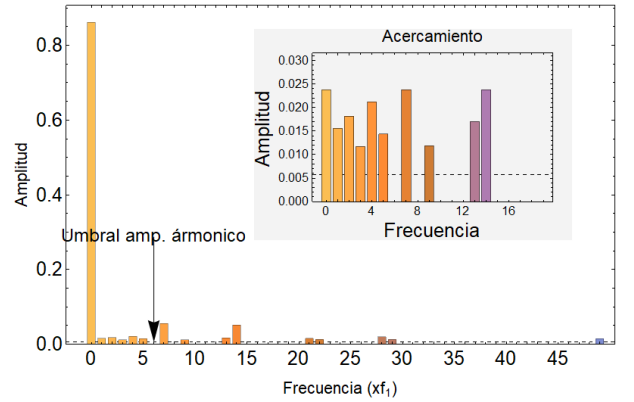 Acercamiento
0.030
0.025
0.020
0.015
0.010
0.005
0.000
Amplitud
0 4 8 12 16
Frecuencia
0.8
0.6
0.4
0.2
0.0
Amplitud
Umbral amp. ármonico
0 5 10 15 20 25 30 35 40 45
Frecuencia (xf₁)